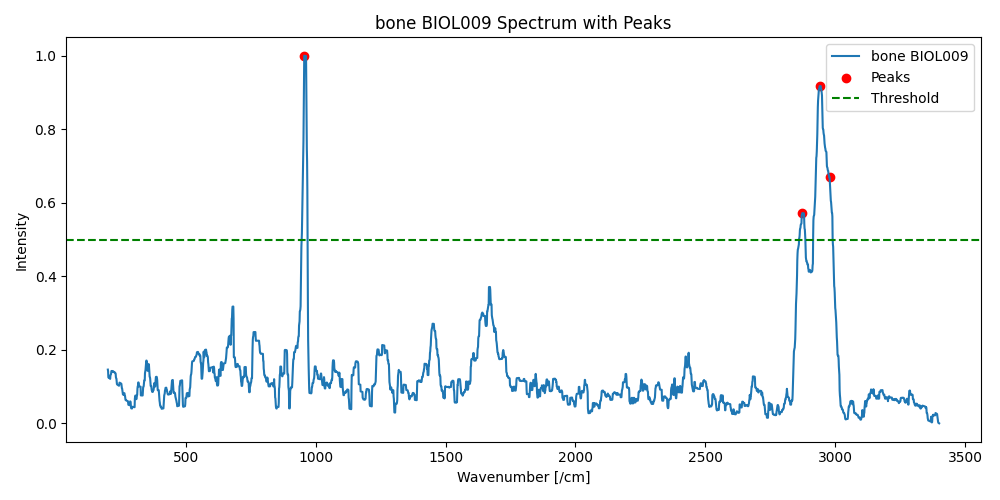 bone BIOL009 Spectrum with Peaks
bone BIOL009
Peaks
Threshold
Intensity
1.0
0.8
0.6
0.4
0.2
0.0
500 1000 1500 2000 2500 3000 3500
Wavenumber [/cm]